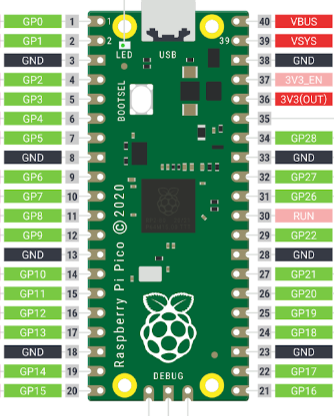 GP0 1 1 40 VBUS
GP1 2 2 39 39 VSYS
LED USB
GND 3 38 GND
GP2 4 37 3V3_EN
GP3 5 36 3V3(OUT)
BOOTSEL
GP4 6 35
GP5 7 34 GP28
GND 8 33 GND
GP6 9 32 GP27
GP7 10 31 GP26
GP8 11 30 RUN
GP9 12 29 GP22
GND 13 28 GND
GP10 14 27 GP21
GP11 15 26 GP20
GP12 16 25 GP19
GP13 17 24 GP18
GND 18 23 GND
GP14 19 22 GP17
GP15 20 21 GP16
Raspberry Pi Pico © 2020
DEBUG